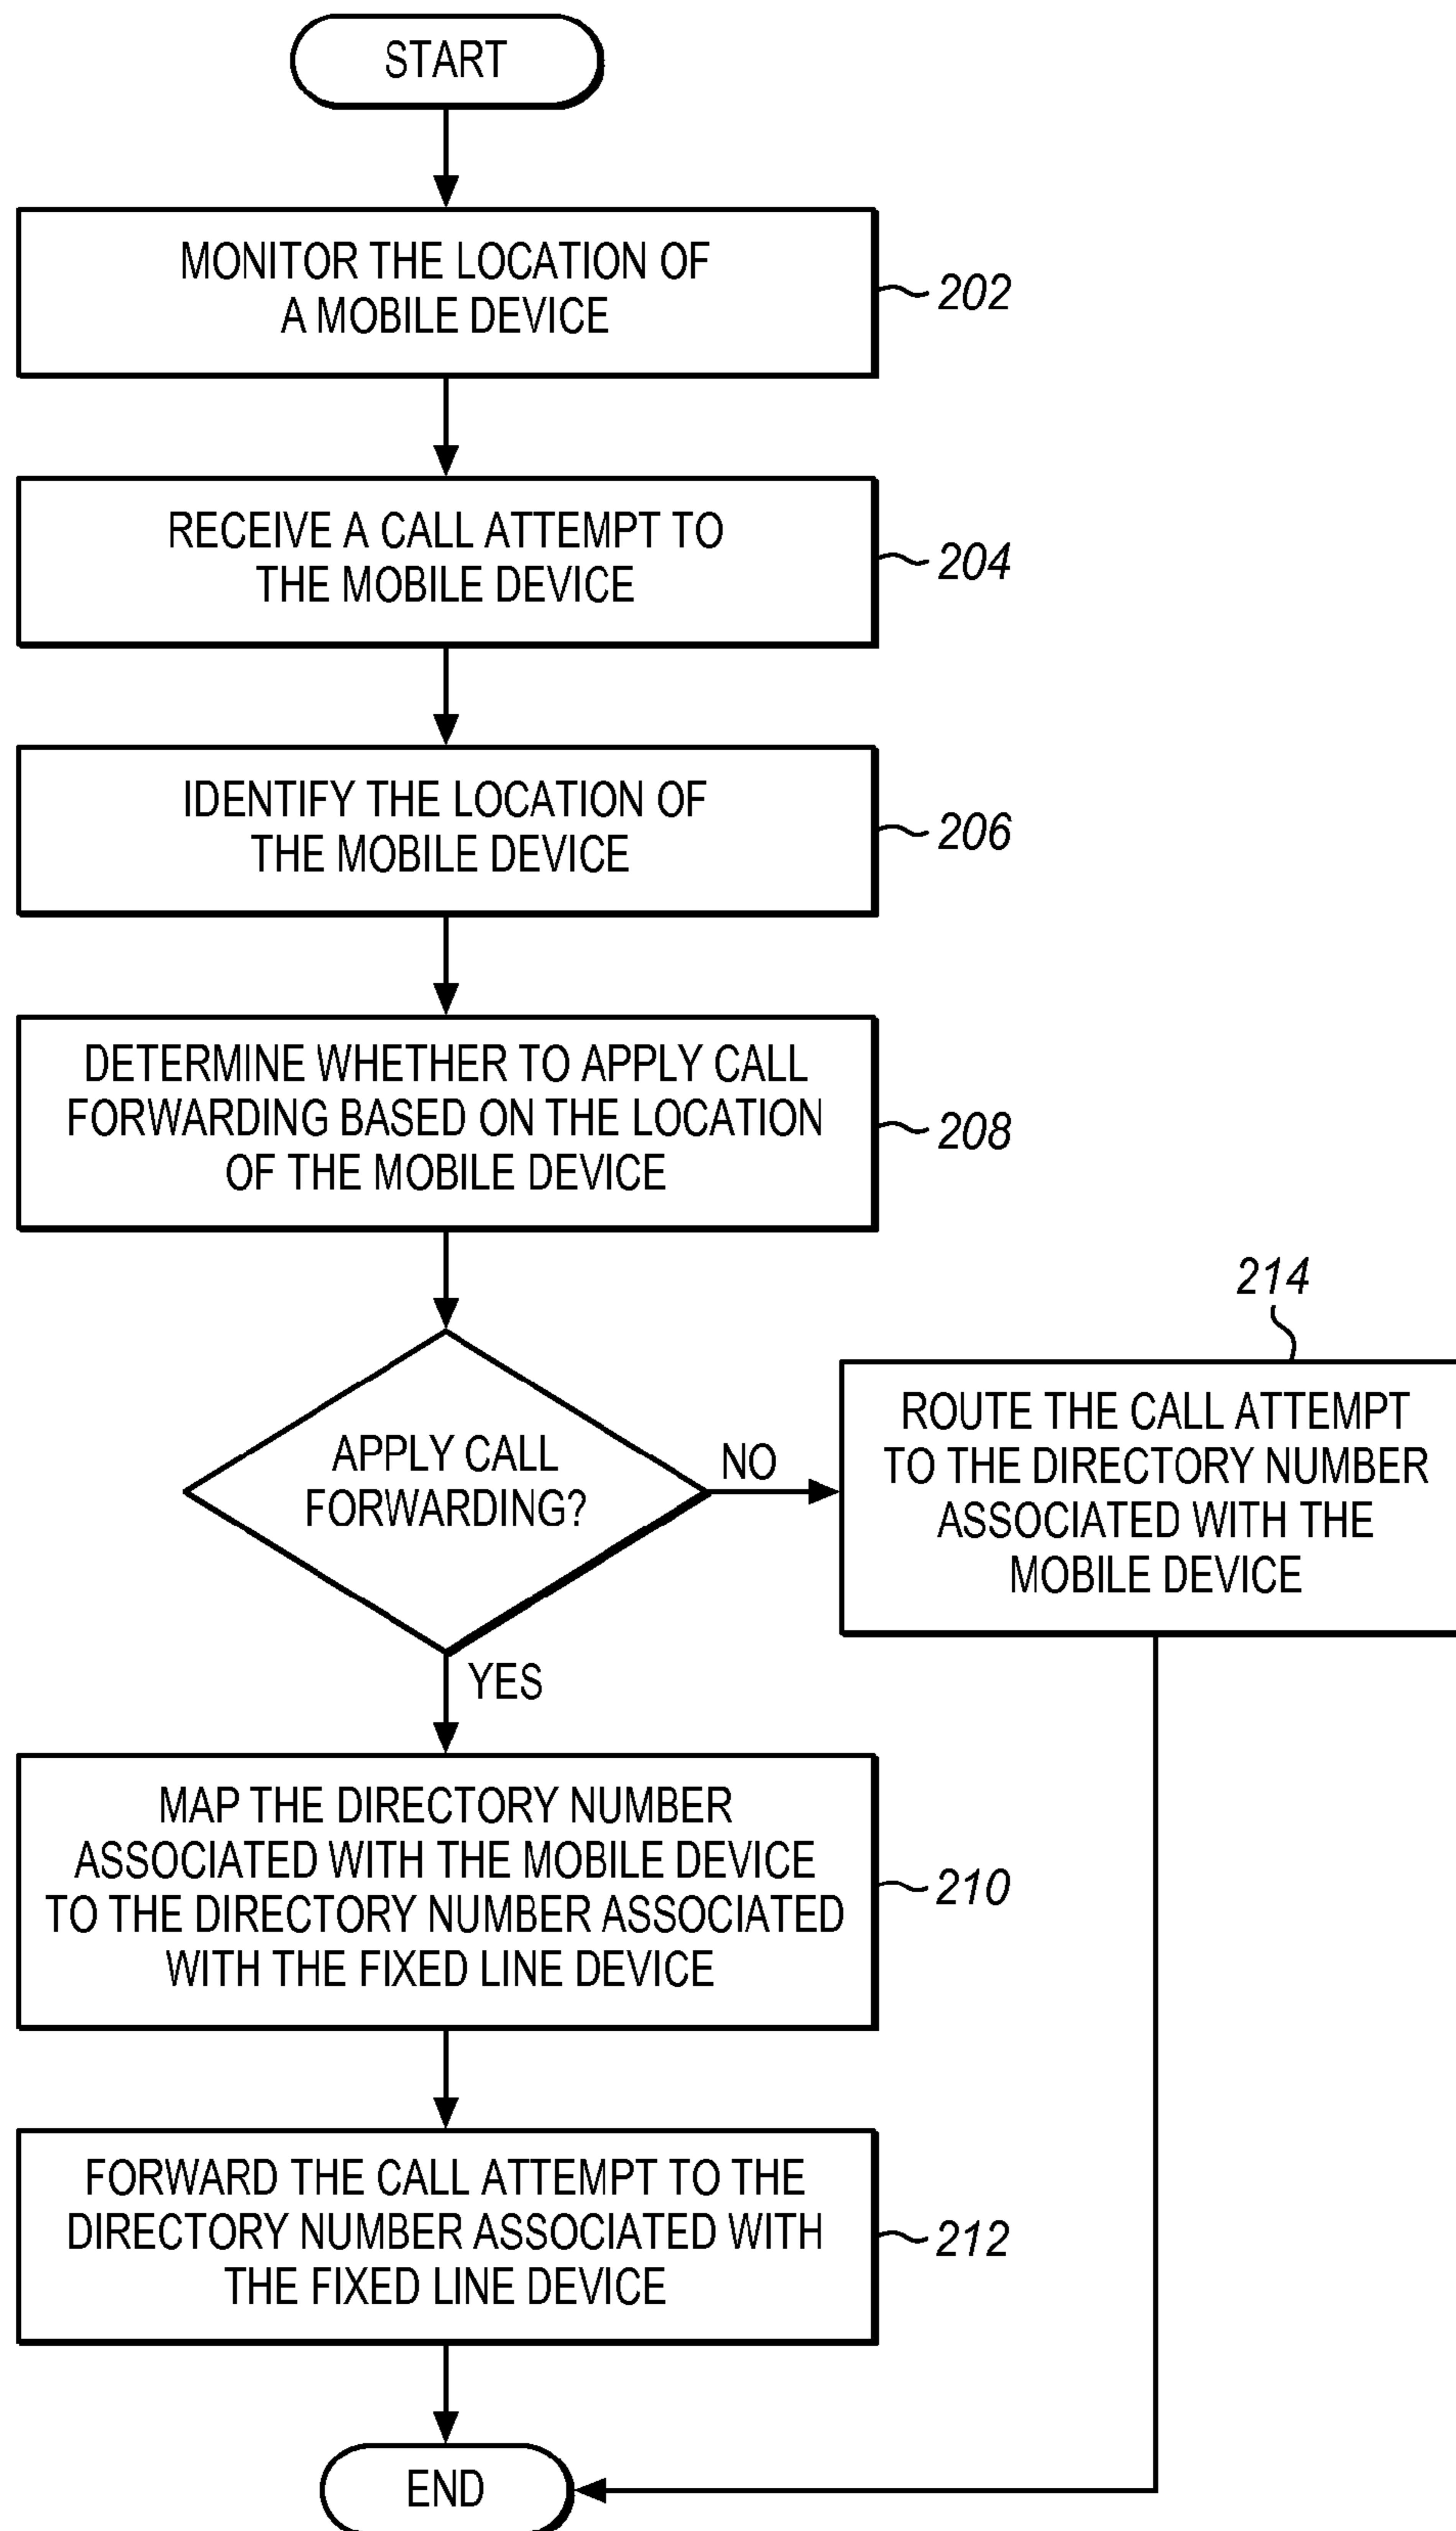 START
MONITOR THE LOCATION OF
A MOBILE DEVICE
202
RECEIVE A CALL ATTEMPT TO
THE MOBILE DEVICE
204
IDENTIFY THE LOCATION OF
THE MOBILE DEVICE
206
DETERMINE WHETHER TO APPLY CALL
FORWARDING BASED ON THE LOCATION
OF THE MOBILE DEVICE
208
APPLY CALL
FORWARDING?
NO
214
ROUTE THE CALL ATTEMPT
TO THE DIRECTORY NUMBER
ASSOCIATED WITH THE
MOBILE DEVICE
YES
MAP THE DIRECTORY NUMBER
ASSOCIATED WITH THE MOBILE DEVICE
TO THE DIRECTORY NUMBER ASSOCIATED
WITH THE FIXED LINE DEVICE
210
FORWARD THE CALL ATTEMPT TO THE
DIRECTORY NUMBER ASSOCIATED WITH
THE FIXED LINE DEVICE
212
END